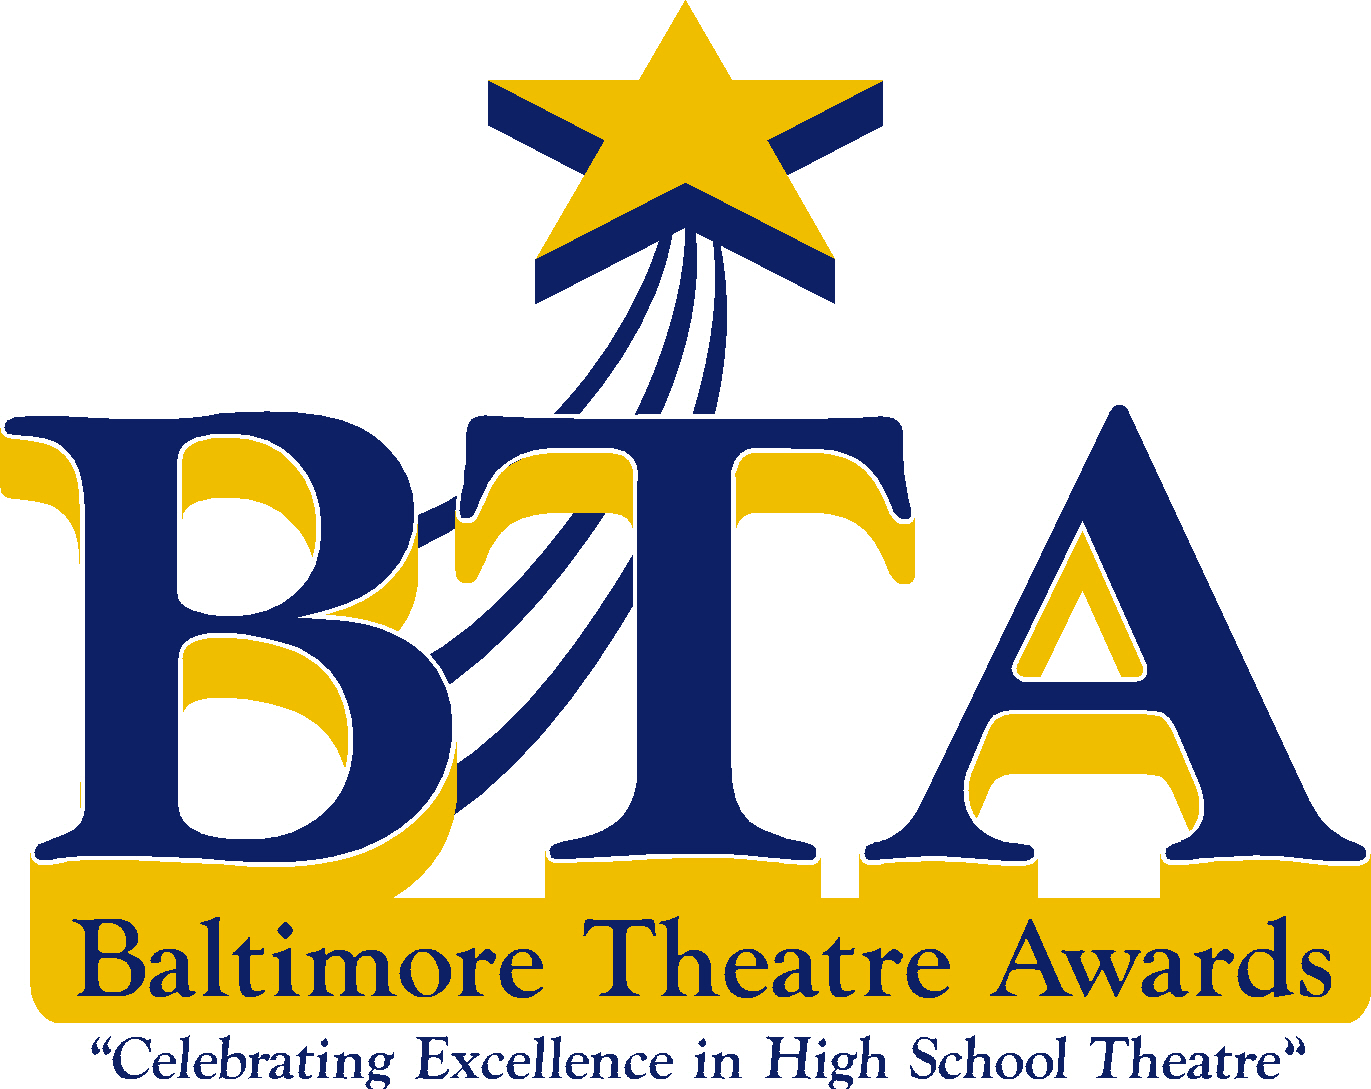 BTA
Baltimore Theatre Awards
“Celebrating Excellence in High School Theatre”